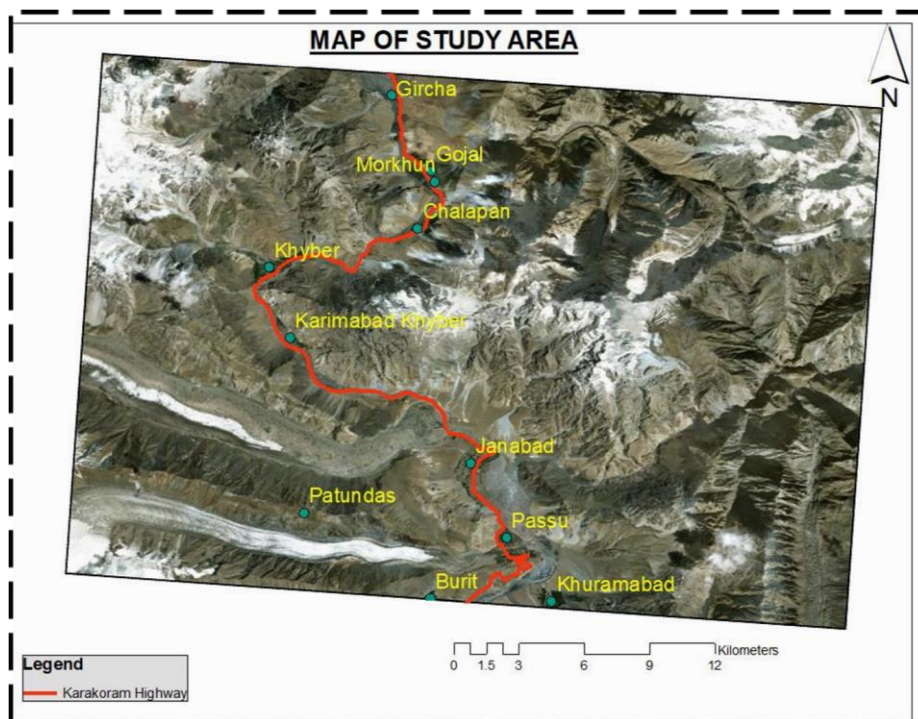 MAP OF STUDY AREA
N
Gircha
Gojal
Morkhun
Chalapan
Khyber
Karimabad Khyber
Janabad
Patundas
Passu
Burit
Khuramabad
Kilometers
0 1.5 3 6 9 12
Legend
Karakoram Highway